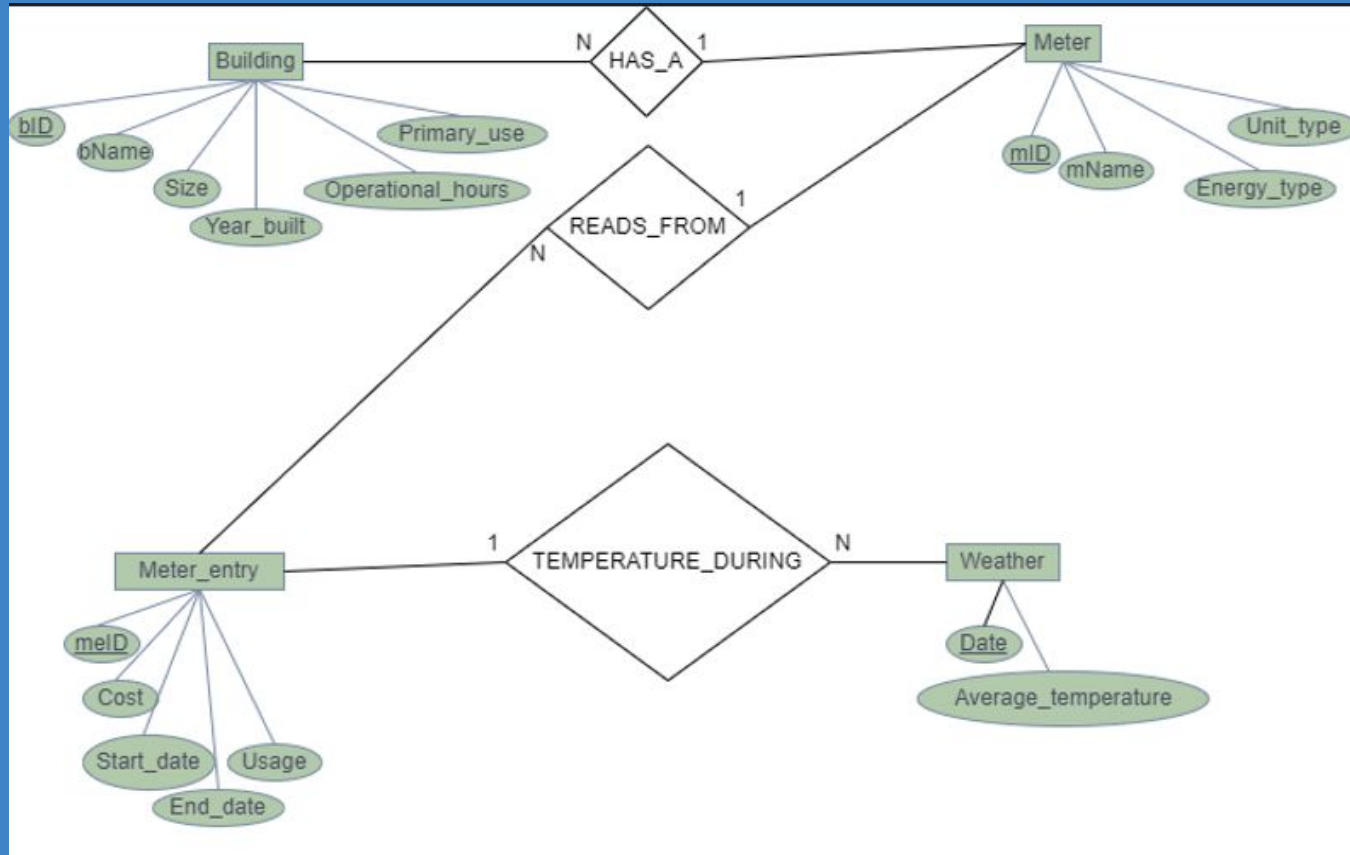 Building
N
HAS_A
1
Meter
bID
bName
Size
Year_built
Operational_hours
Primary_use
mID
mName
Energy_type
Unit_type
N
READS_FROM
1
Meter_entry
1
TEMPERATURE_DURING
N
Weather
meID
Cost
Start_date
End_date
Usage
Date
Average_temperature